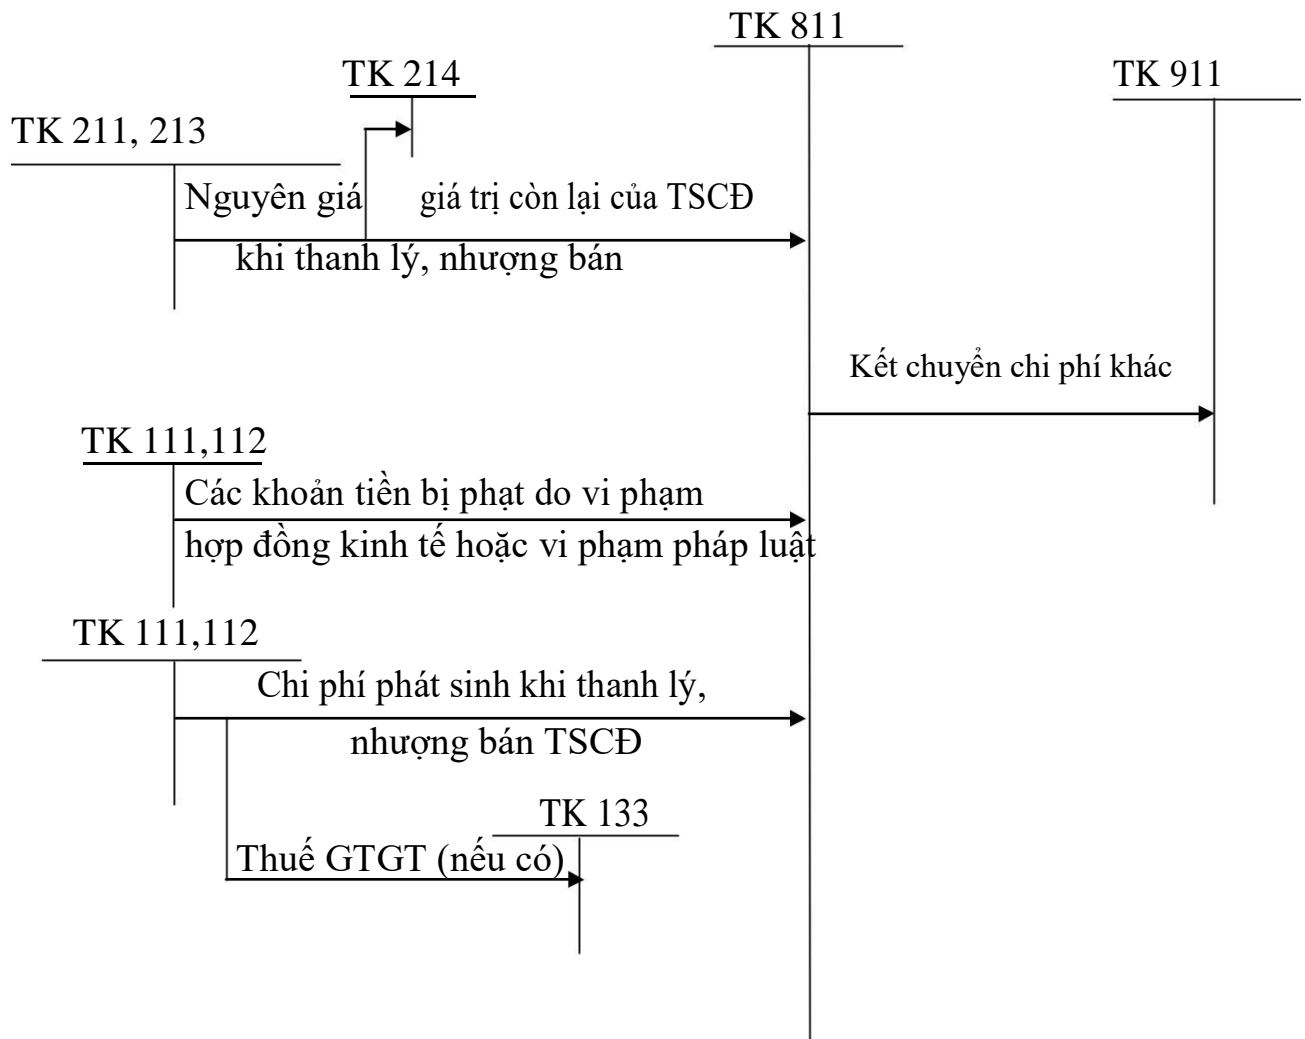 TK 811
TK 214
TK 911
TK 211, 213
Nguyên giá
giá trị còn lại của TSCĐ
khi thanh lý, nhượng bán
Kết chuyển chi phí khác
TK 111,112
Các khoản tiền bị phạt do vi phạm
hợp đồng kinh tế hoặc vi phạm pháp luật
TK 111,112
Chi phí phát sinh khi thanh lý,
nhượng bán TSCĐ
TK 133
Thuế GTGT (nếu có)